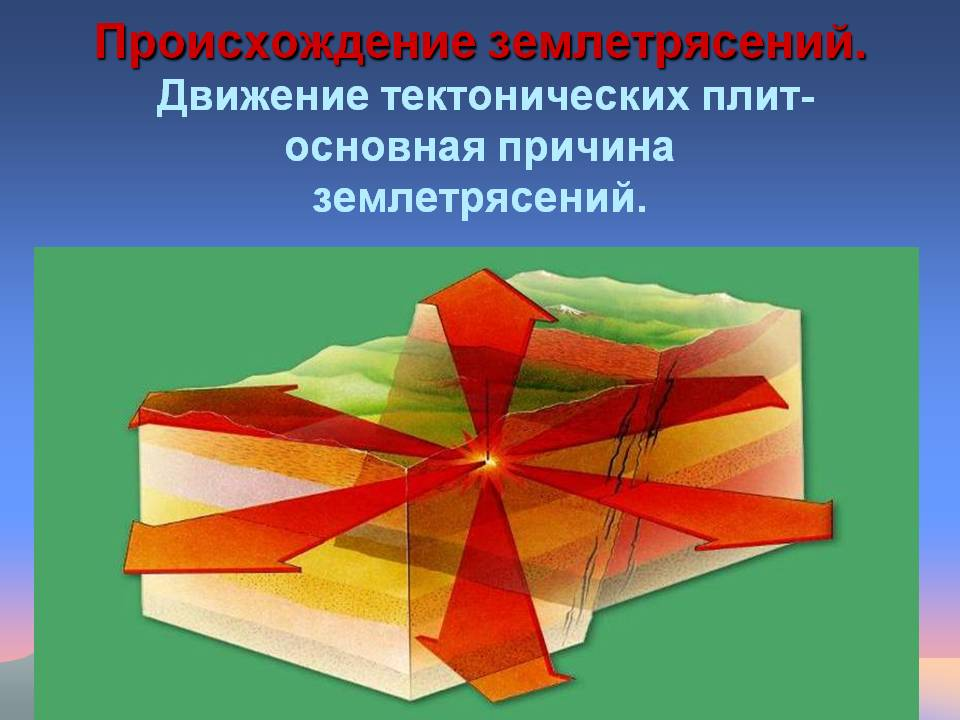 Происхождение землетрясений.
Движение тектонических плит-
основная причина
землетрясений.